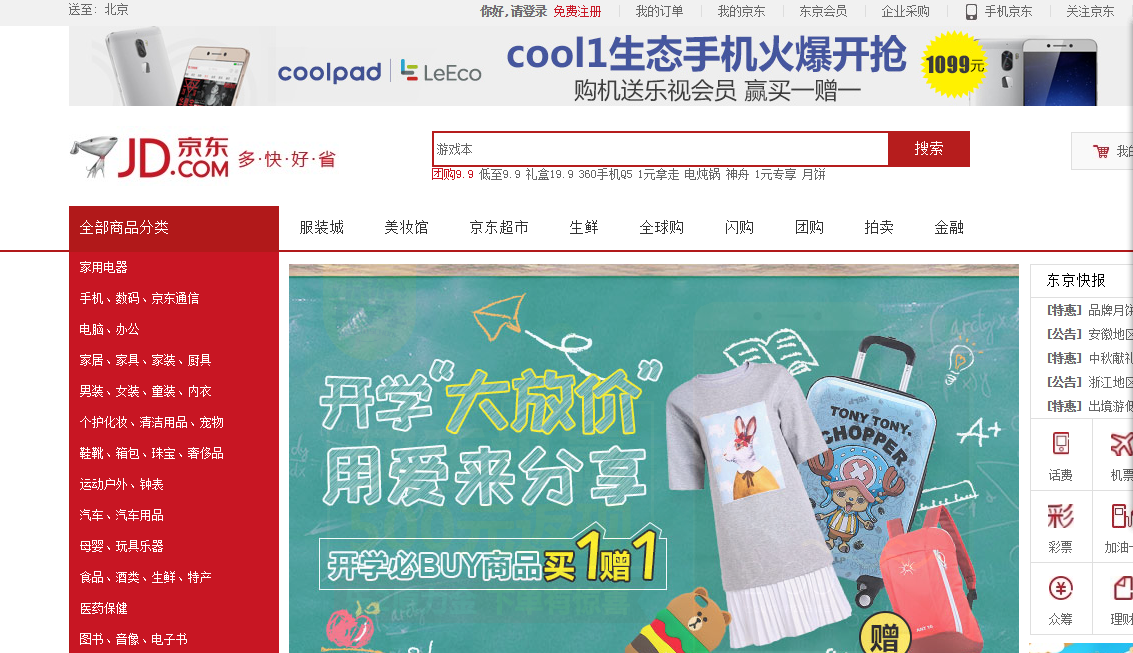 送至：北京
你好,请登录 免费注册 我的订单 我的京东 东京会员 企业采购 手机京东 关注京东
coolpad LeEco cool1生态手机火爆开抢 1099元
购机送乐视会员 赢买一赠一
JD.COM 京东 多·快·好·省
游戏本 搜索 我
团购9.9 低至9.9 礼盒19.9 360手机Q5 1元拿走 电炖锅 神舟 1元专享 月饼
全部商品分类 服装城 美妆馆 京东超市 生鲜 全球购 闪购 团购 拍卖 金融
家用电器
手机、数码、京东通信
电脑、办公
家居、家具、家装、厨具
男装、女装、童装、内衣
个护化妆、清洁用品、宠物
鞋靴、箱包、珠宝、奢侈品
运动户外、钟表
汽车、汽车用品
母婴、玩具乐器
食品、酒类、生鲜、特产
医药保健
图书、音像、电子书
开学“大放价”
用爱来分享
开学必BUY商品买1赠1
TONY TONY.
CHOPPER
A+
赠
东京快报
[特惠] 品牌月饼
[公告] 安徽地区
[特惠] 中秋献礼
[公告] 浙江地区
[特惠] 出境游低
话费 机票
彩
彩票 加油卡
众筹 理财